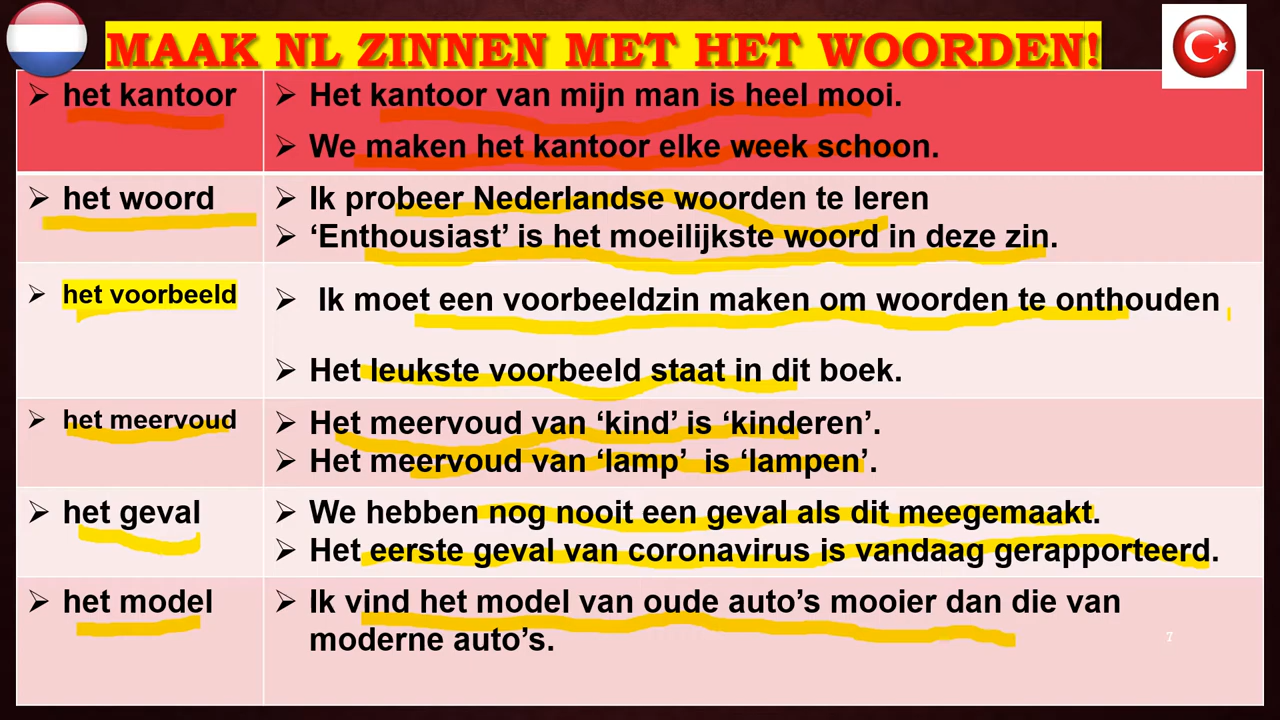 MAAK NL ZINNEN MET HET WOORDEN!
het kantoor
Het kantoor van mijn man is heel mooi.
We maken het kantoor elke week schoon.
het woord
Ik probeer Nederlandse woorden te leren
‘Enthousiast’ is het moeilijkste woord in deze zin.
het voorbeeld
Ik moet een voorbeeldzin maken om woorden te onthouden
Het leukste voorbeeld staat in dit boek.
het meervoud
Het meervoud van ‘kind’ is ‘kinderen’.
Het meervoud van ‘lamp’ is ‘lampen’.
het geval
We hebben nog nooit een geval als dit meegemaakt.
Het eerste geval van coronavirus is vandaag gerapporteerd.
het model
Ik vind het model van oude auto’s mooier dan die van
moderne auto’s.
7